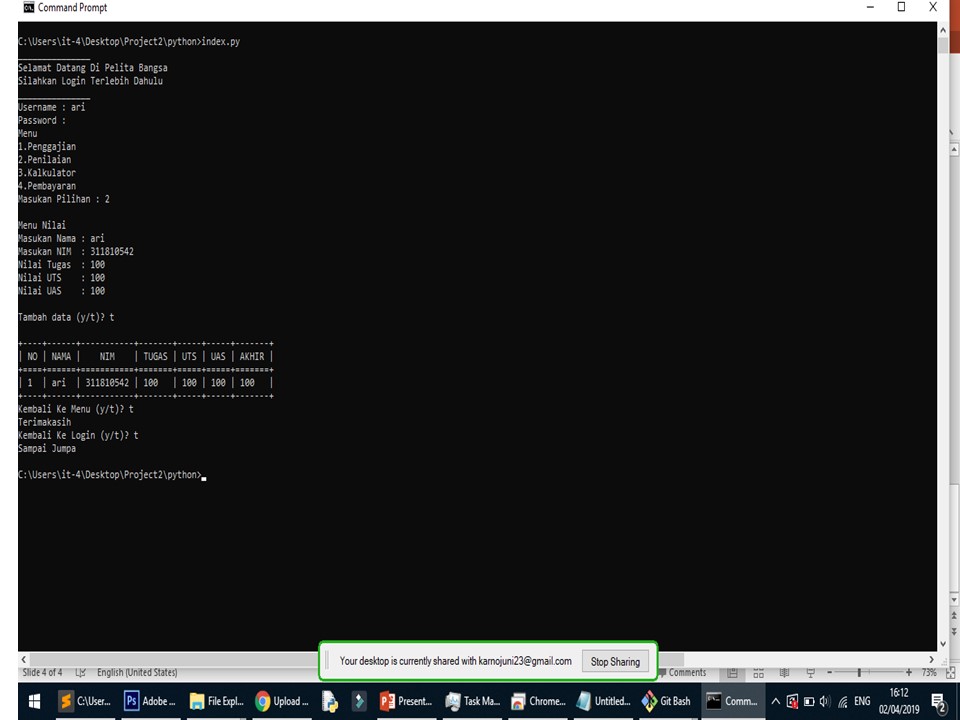 Command Prompt
C:\Users\it-4\Desktop\Project2\python>index.py
Selamat Datang Di Pelita Bangsa
Silahkan Login Terlebih Dahulu
Username : ari
Password :
Menu
1.Penggajian
2.Penilaian
3.Kalkulator
4.Pembayaran
Masukan Pilihan : 2
Menu Nilai
Masukan Nama : ari
Masukan NIM : 311810542
Nilai Tugas : 100
Nilai UTS : 100
Nilai UAS : 100
Tambah data (y/t)? t
+----+------+-----------+-------+-----+-----+-------+
| NO | NAMA | NIM | TUGAS | UTS | UAS | AKHIR |
+====+======+===========+=======+=====+=====+=======+
| 1 | ari | 311810542 | 100 | 100 | 100 | 100 |
+----+------+-----------+-------+-----+-----+-------+
Kembali Ke Menu (y/t)? t
Terimakasih
Kembali Ke Login (y/t)? t
Sampai Jumpa
C:\Users\it-4\Desktop\Project2\python>
Your desktop is currently shared with karnojuni23@gmail.com Stop Sharing
Slide 4 of 4 English (United States) Comments 73%
C:\User... Adobe ... File Expl... Upload ... Present... Task Ma... Chrome... Untitled... Git Bash Comm... ENG 16:12
02/04/2019 2